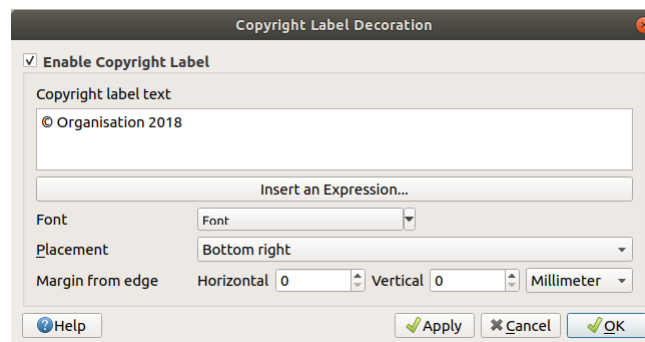 Copyright Label Decoration
Enable Copyright Label
Copyright label text
© Organisation 2018
Insert an Expression...
Font Font
Placement Bottom right
Margin from edge Horizontal 0 Vertical 0 Millimeter
Help Apply Cancel OK